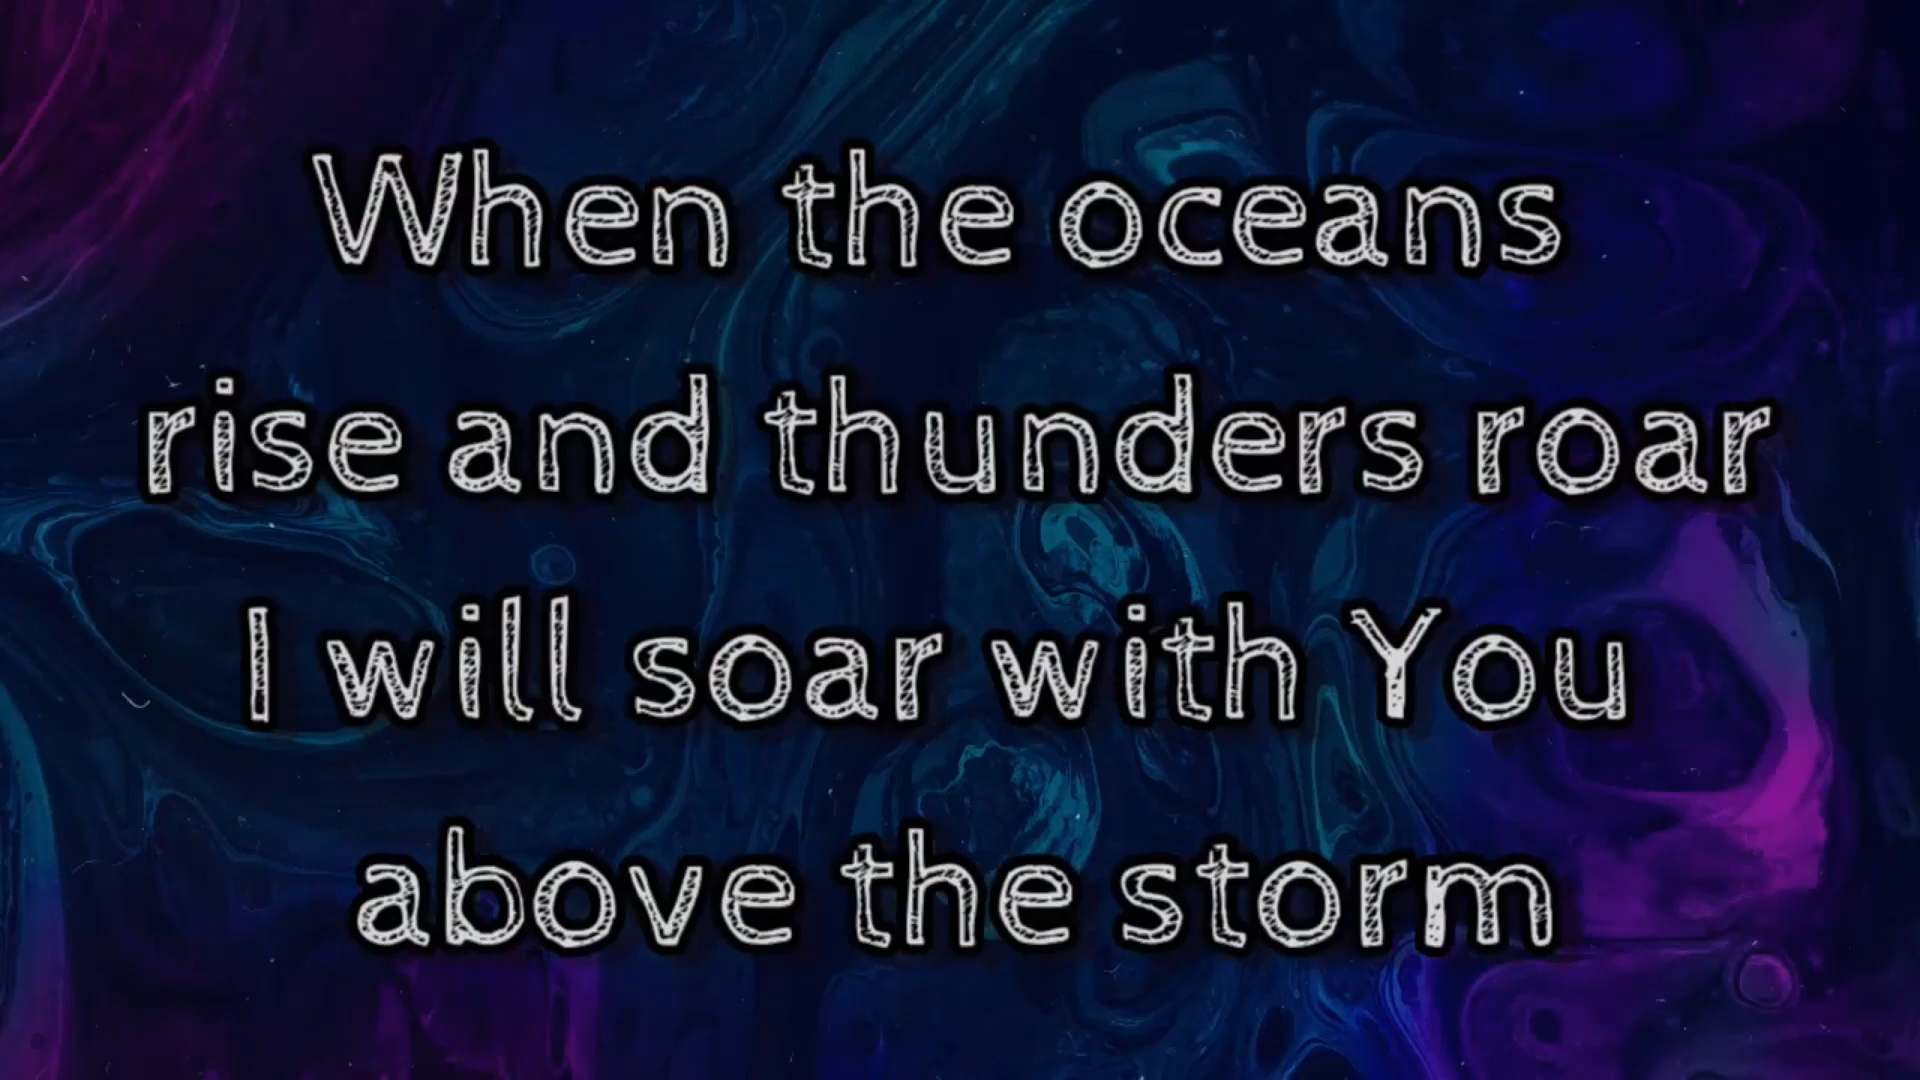 When the oceans
rise and thunders roar
I will soar with You
above the storm